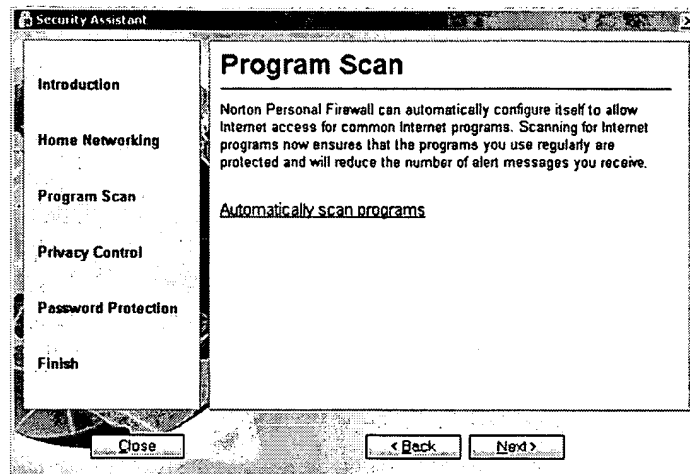 Security Assistant
Introduction
Home Networking
Program Scan
Privacy Control
Password Protection
Finish
Program Scan
Norton Personal Firewall can automatically configure itself to allow
Internet access for common Internet programs. Scanning for Internet
programs now ensures that the programs you use regularly are
protected and will reduce the number of alert messages you receive.
Automatically scan programs
Close
< Back
Next >